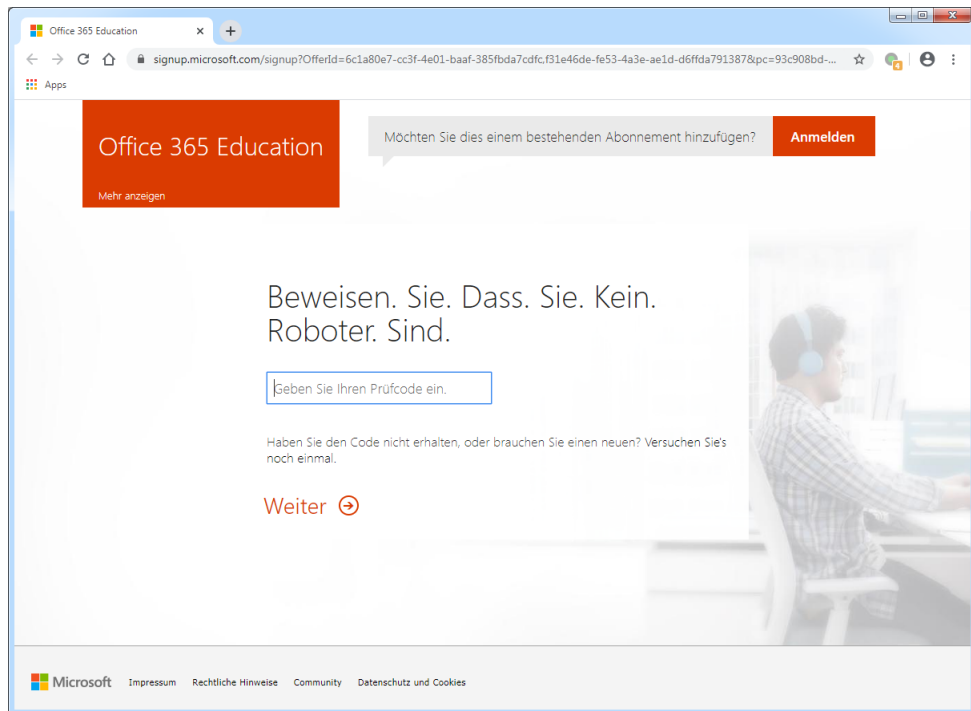 Office 365 Education
signup.microsoft.com/signup?OfferId=6c1a80e7-cc3f-4e01-baaf-385fbda7cdfc,f31e46de-fe53-4a3e-ae1d-d6ffda791387&pc=93c908bd-...
4
Apps
Office 365 Education
Mehr anzeigen
Möchten Sie dies einem bestehenden Abonnement hinzufügen?
Anmelden
Beweisen. Sie. Dass. Sie. Kein.
Roboter. Sind.
Geben Sie Ihren Prüfcode ein.
Haben Sie den Code nicht erhalten, oder brauchen Sie einen neuen? Versuchen Sie's
noch einmal.
Weiter
Microsoft Impressum Rechtliche Hinweise Community Datenschutz und Cookies